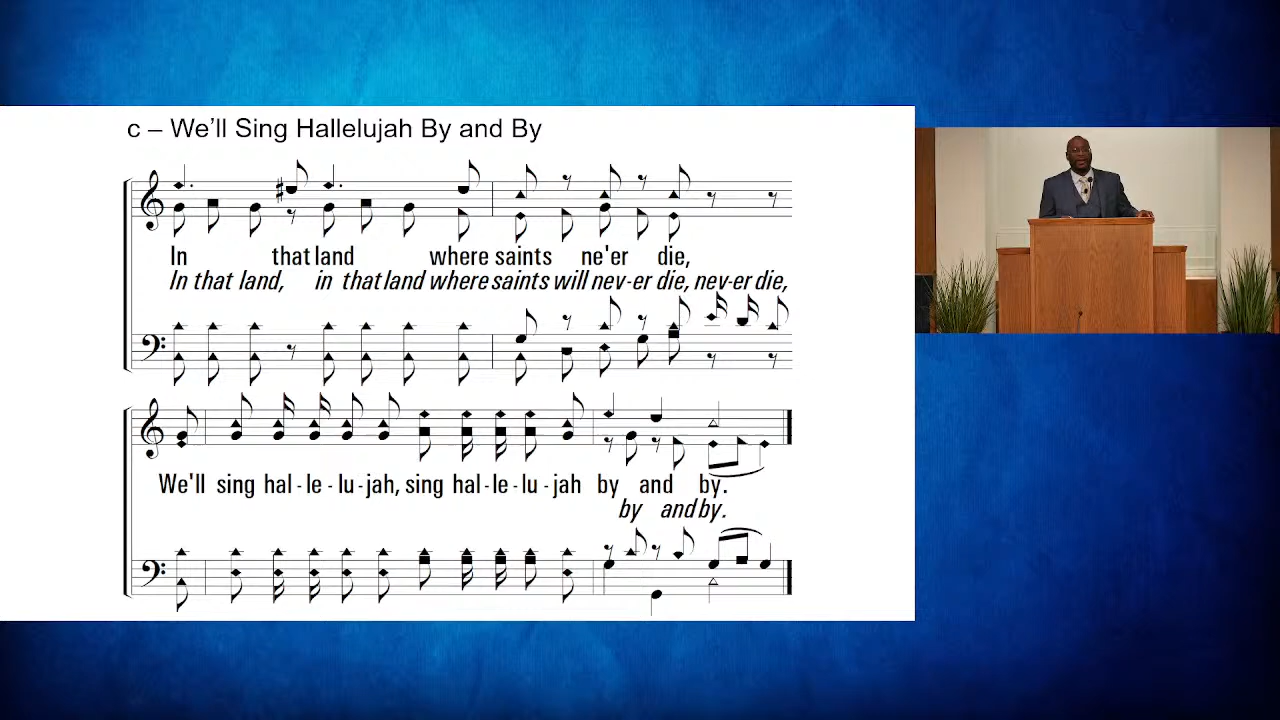 c – We’ll Sing Hallelujah By and By
In that land where saints ne'er die,
In that land, in that land where saints will nev-er die, nev-er die,
We'll sing hal-le-lu-jah, sing hal-le-lu-jah by and by.
by and by.